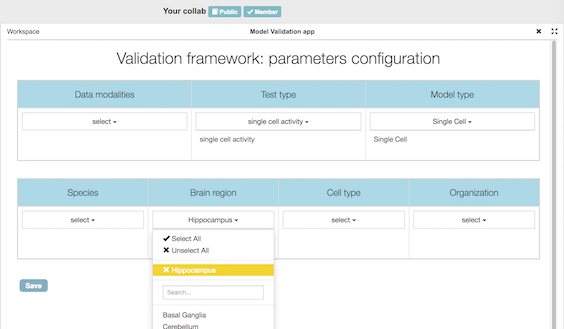 Your collab Public Member
Workspace Model Validation app
Validation framework: parameters configuration
Data modalities Test type Model type
select single cell activity Single Cell
single cell activity Single Cell
Species Brain region Cell type Organization
select Hippocampus select select
Select All
Unselect All
Hippocampus
Save
Search...
Basal Ganglia
Cerebellum